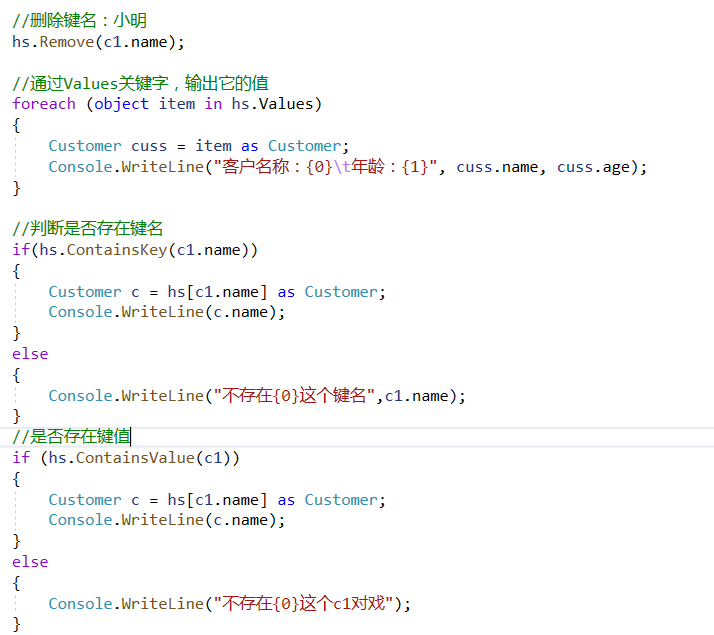 //删除键名：小明
hs.Remove(c1.name);
//通过Values关键字，输出它的值
foreach (object item in hs.Values)
{
Customer cuss = item as Customer;
Console.WriteLine("客户名称：{0}\t年龄：{1}", cuss.name, cuss.age);
}
//判断是否存在键名
if(hs.ContainsKey(c1.name))
{
Customer c = hs[c1.name] as Customer;
Console.WriteLine(c.name);
}
else
{
Console.WriteLine("不存在{0}这个键名",c1.name);
}
//是否存在键值
if (hs.ContainsValue(c1))
{
Customer c = hs[c1.name] as Customer;
Console.WriteLine(c.name);
}
else
{
Console.WriteLine("不存在{0}这个c1对戏");
}